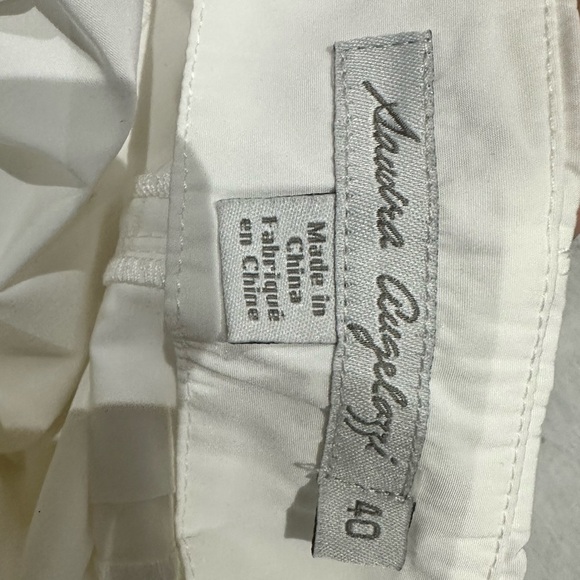 Sandra Angelozzi
Made in
China
Fabriqué
en Chine
40